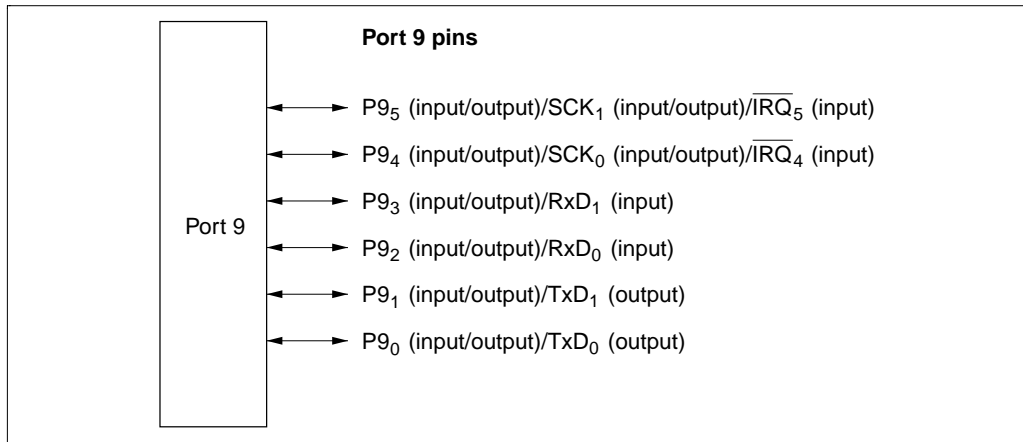 Port 9 pins
P9₅ (input/output)/SCK₁ (input/output)/I̅R̅Q̅₅ (input)
P9₄ (input/output)/SCK₀ (input/output)/I̅R̅Q̅₄ (input)
P9₃ (input/output)/RxD₁ (input)
Port 9
P9₂ (input/output)/RxD₀ (input)
P9₁ (input/output)/TxD₁ (output)
P9₀ (input/output)/TxD₀ (output)